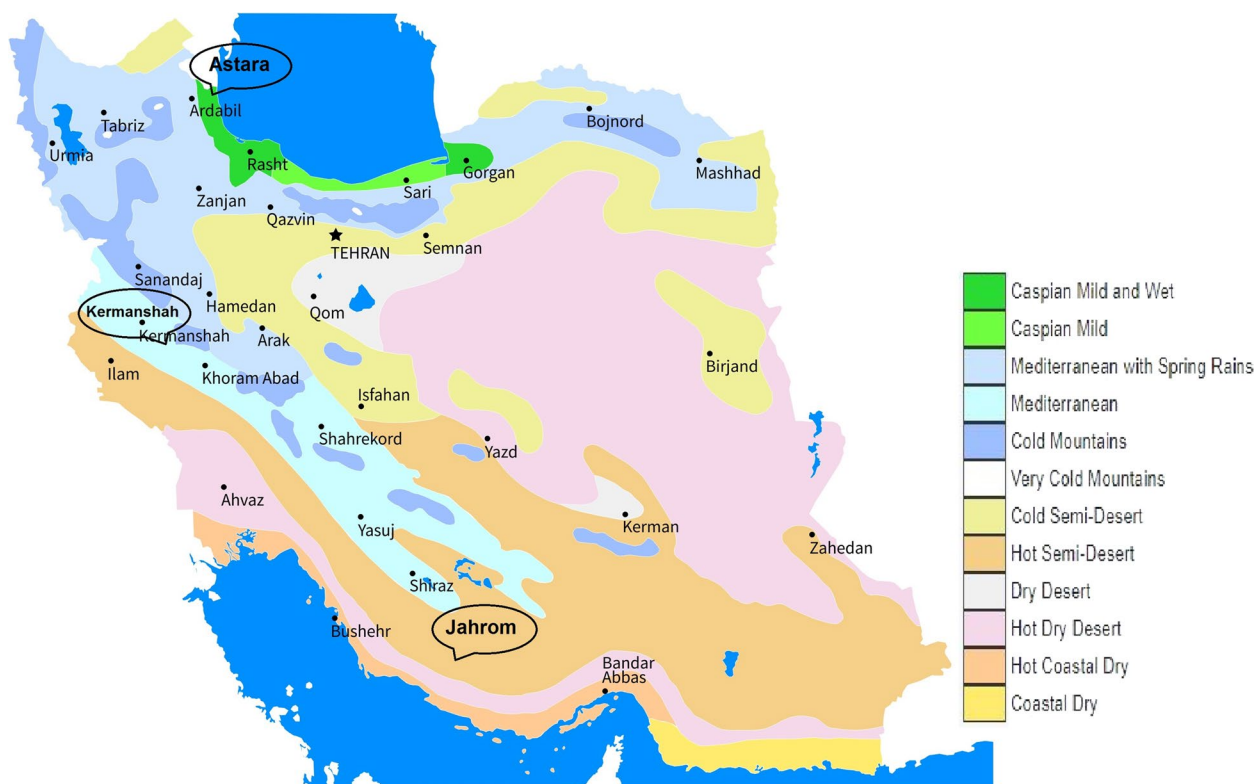 Astara
Ardabil
Tabriz
Bojnord
Urmia
Rasht
Gorgan
Mashhad
Sari
Zanjan
Qazvin
TEHRAN
Semnan
Sanandaj
Hamedan
Qom
Kermanshah
Kermanshah
Arak
Ilam
Khoram Abad
Birjand
Isfahan
Shahrekord
Yazd
Ahvaz
Yasuj
Kerman
Zahedan
Shiraz
Bushehr
Jahrom
Bandar
Abbas
Caspian Mild and Wet
Caspian Mild
Mediterranean with Spring Rains
Mediterranean
Cold Mountains
Very Cold Mountains
Cold Semi-Desert
Hot Semi-Desert
Dry Desert
Hot Dry Desert
Hot Coastal Dry
Coastal Dry